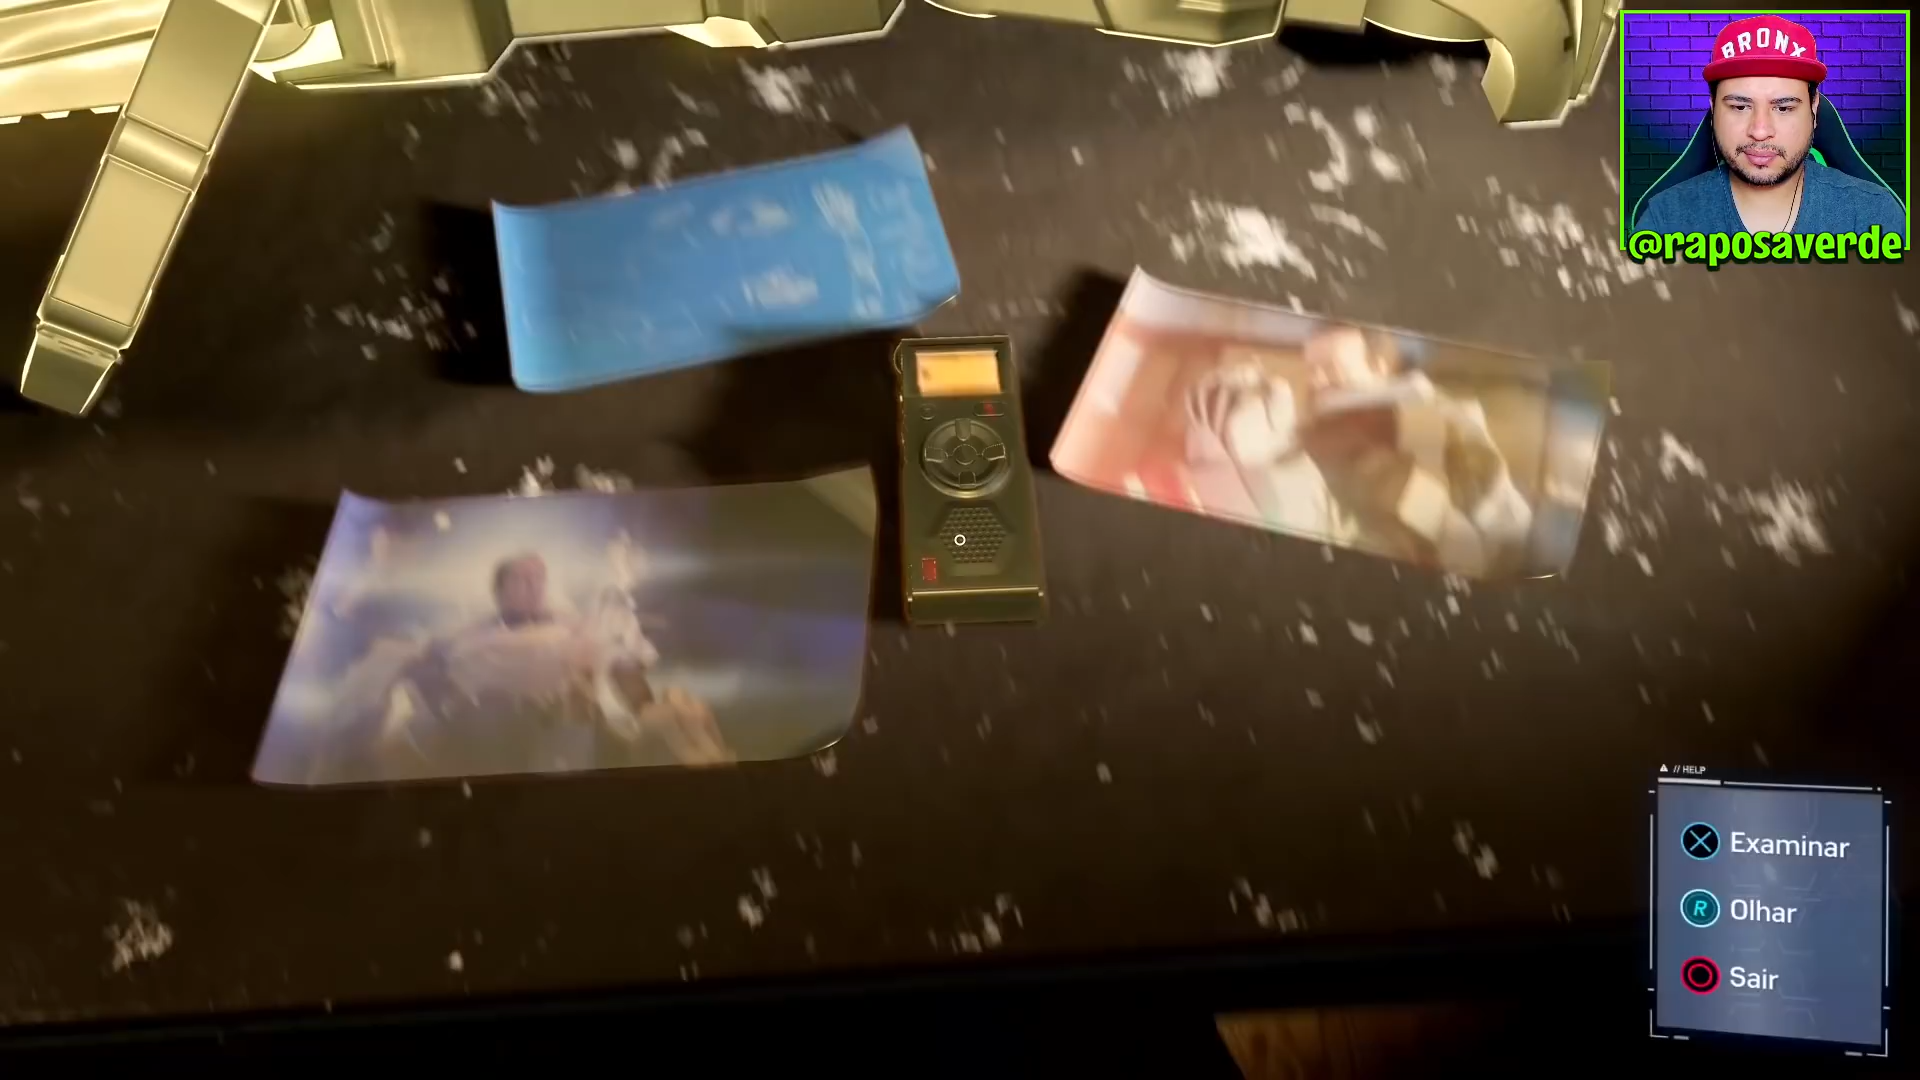 BRONX
@raposaverde
// HELP
Examinar
R Olhar
Sair